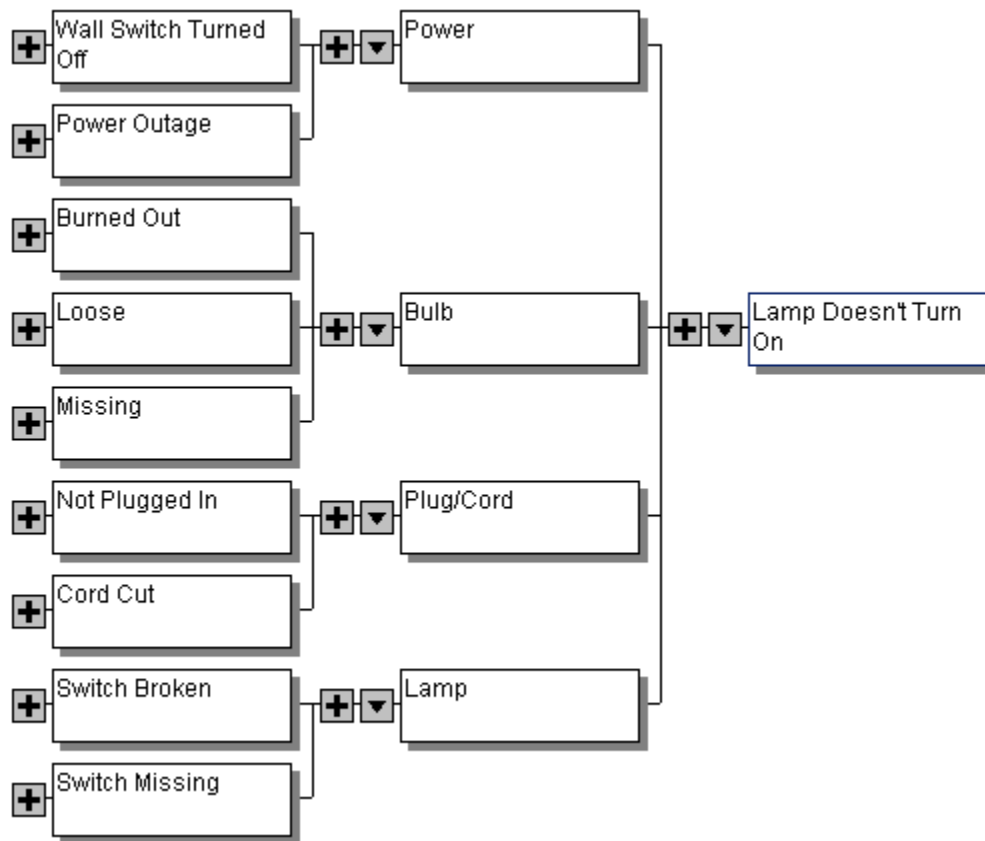 Wall Switch Turned
Off
Power
Power Outage
Burned Out
Loose
Bulb
Lamp Doesn't Turn
On
Missing
Not Plugged In
Plug/Cord
Cord Cut
Switch Broken
Lamp
Switch Missing